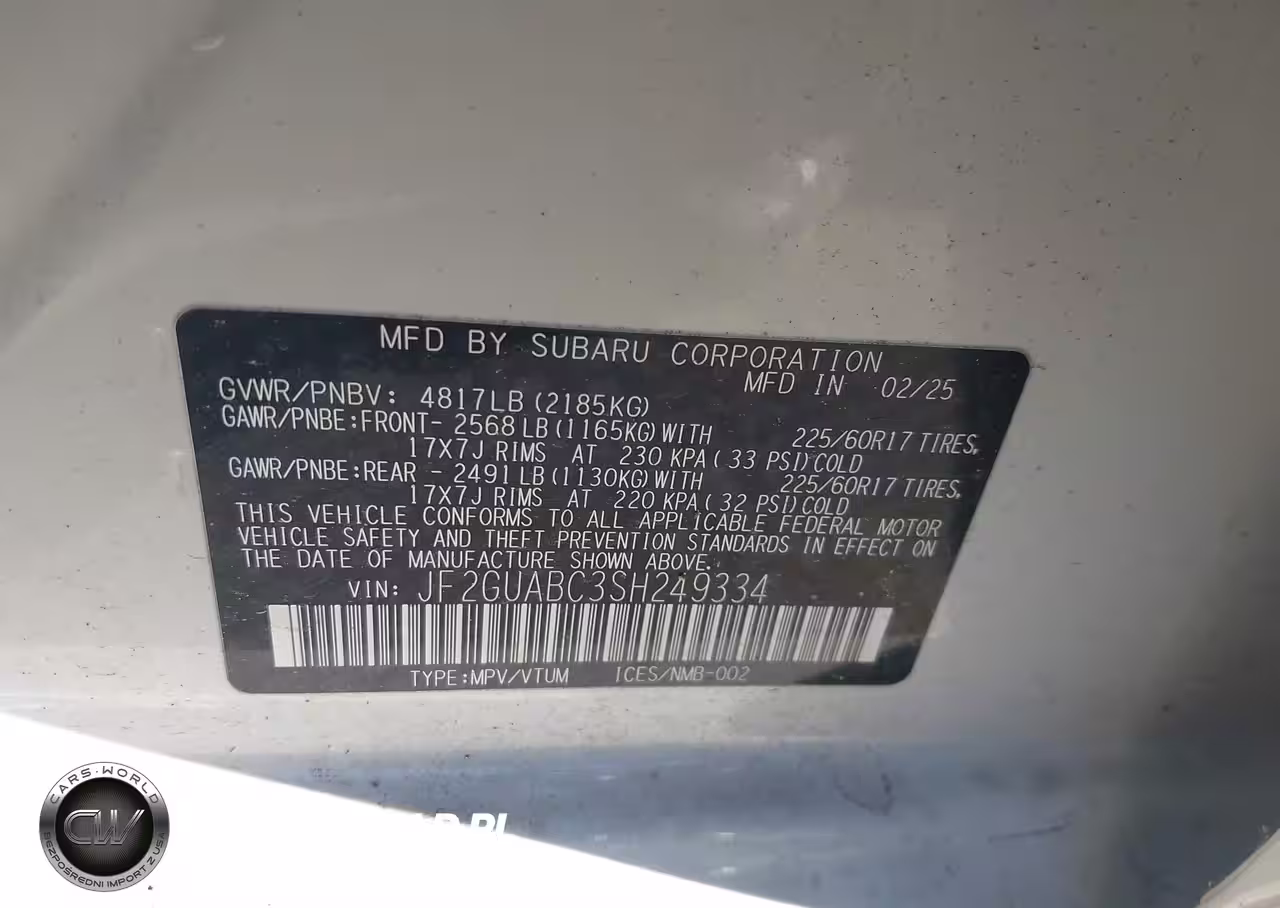 MFD BY SUBARU CORPORATION
MFD IN 02/25
GVWR/PNBV: 4817LB (2185KG)
GAWR/PNBE:FRONT- 2568 LB (1165KG) WITH 225/60R17 TIRES,
17X7J RIMS AT 230 KPA ( 33 PSI) COLD
GAWR/PNBE:REAR - 2491 LB (1130KG) WITH 225/60R17 TIRES,
17X7J RIMS AT 220 KPA ( 32 PSI) COLD
THIS VEHICLE CONFORMS TO ALL APPLICABLE FEDERAL MOTOR
VEHICLE SAFETY AND THEFT PREVENTION STANDARDS IN EFFECT ON
THE DATE OF MANUFACTURE SHOWN ABOVE.
VIN: JF2GUABC3SH249334
TYPE:MPV/VTUM ICES/NMB-002
CARS·WORLD
CW
BEZPOŚREDNI IMPORT Z USA